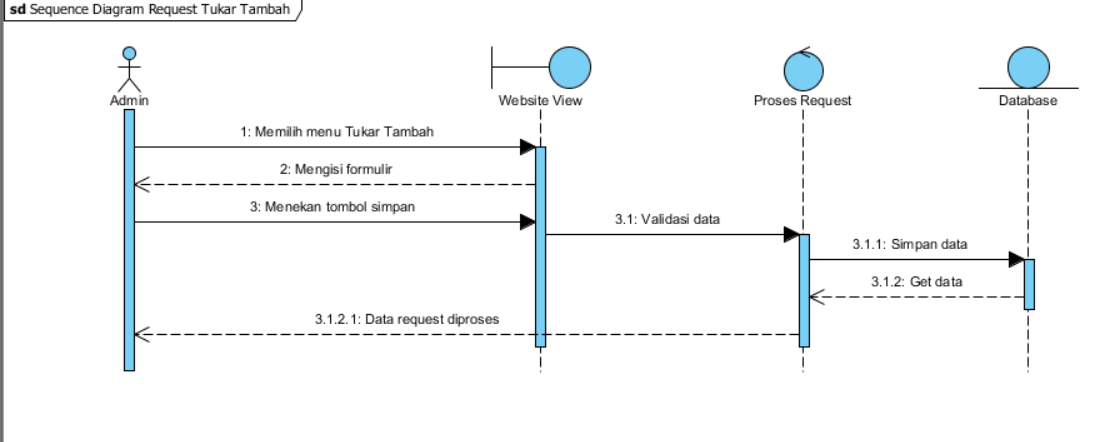 sd Sequence Diagram Request Tukar Tambah
Admin
Website View
Proses Request
Database
1: Memilih menu Tukar Tambah
2: Mengisi formulir
3: Menekan tombol simpan
3.1: Validasi data
3.1.1: Simpan data
3.1.2: Get data
3.1.2.1: Data request diproses